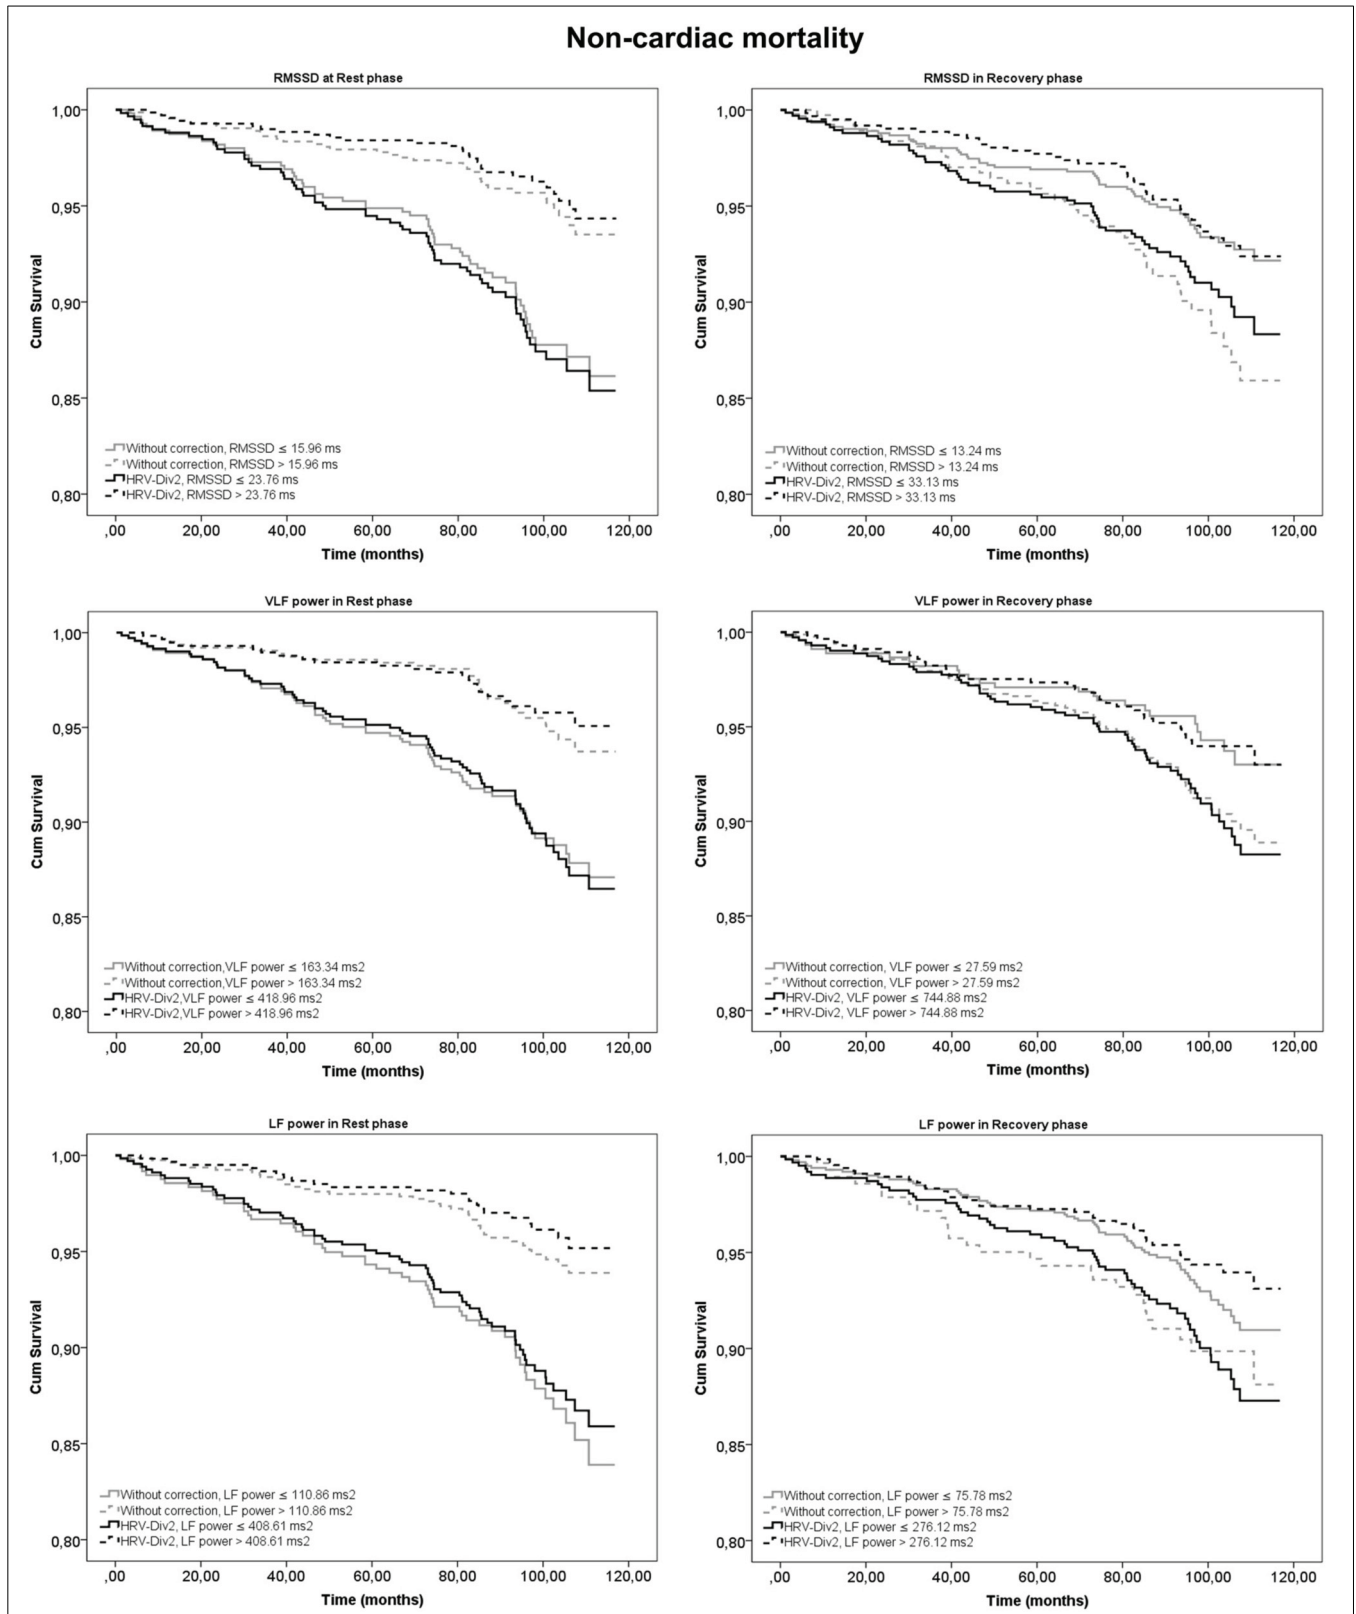 Non-cardiac mortality
RMSSD at Rest phase
1,00
0,95
0,90
0,85
0,80
Cum Survival
Without correction, RMSSD ≤ 15.96 ms
Without correction, RMSSD > 15.96 ms
HRV-Div2, RMSSD ≤ 23.76 ms
HRV-Div2, RMSSD > 23.76 ms
,00 20,00 40,00 60,00 80,00 100,00 120,00
Time (months)
RMSSD in Recovery phase
1,00
0,95
0,90
0,85
0,80
Cum Survival
Without correction, RMSSD ≤ 13.24 ms
Without correction, RMSSD > 13.24 ms
HRV-Div2, RMSSD ≤ 33.13 ms
HRV-Div2, RMSSD > 33.13 ms
,00 20,00 40,00 60,00 80,00 100,00 120,00
Time (months)
VLF power in Rest phase
1,00
0,95
0,90
0,85
0,80
Cum Survival
Without correction,VLF power ≤ 163.34 ms2
Without correction,VLF power > 163.34 ms2
HRV-Div2,VLF power ≤ 418.96 ms2
HRV-Div2,VLF power > 418.96 ms2
,00 20,00 40,00 60,00 80,00 100,00 120,00
Time (months)
VLF power in Recovery phase
1,00
0,95
0,90
0,85
0,80
Cum Survival
Without correction, VLF power ≤ 27.59 ms2
Without correction, VLF power > 27.59 ms2
HRV-Div2, VLF power ≤ 744.88 ms2
HRV-Div2, VLF power > 744.88 ms2
,00 20,00 40,00 60,00 80,00 100,00 120,00
Time (months)
LF power in Rest phase
1,00
0,95
0,90
0,85
0,80
Cum Survival
Without correction, LF power ≤ 110.86 ms2
Without correction, LF power > 110.86 ms2
HRV-Div2, LF power ≤ 408.61 ms2
HRV-Div2, LF power > 408.61 ms2
,00 20,00 40,00 60,00 80,00 100,00 120,00
Time (months)
LF power in Recovery phase
1,00
0,95
0,90
0,85
0,80
Cum Survival
Without correction, LF power ≤ 75.78 ms2
Without correction, LF power > 75.78 ms2
HRV-Div2, LF power ≤ 276.12 ms2
HRV-Div2, LF power > 276.12 ms2
,00 20,00 40,00 60,00 80,00 100,00 120,00
Time (months)